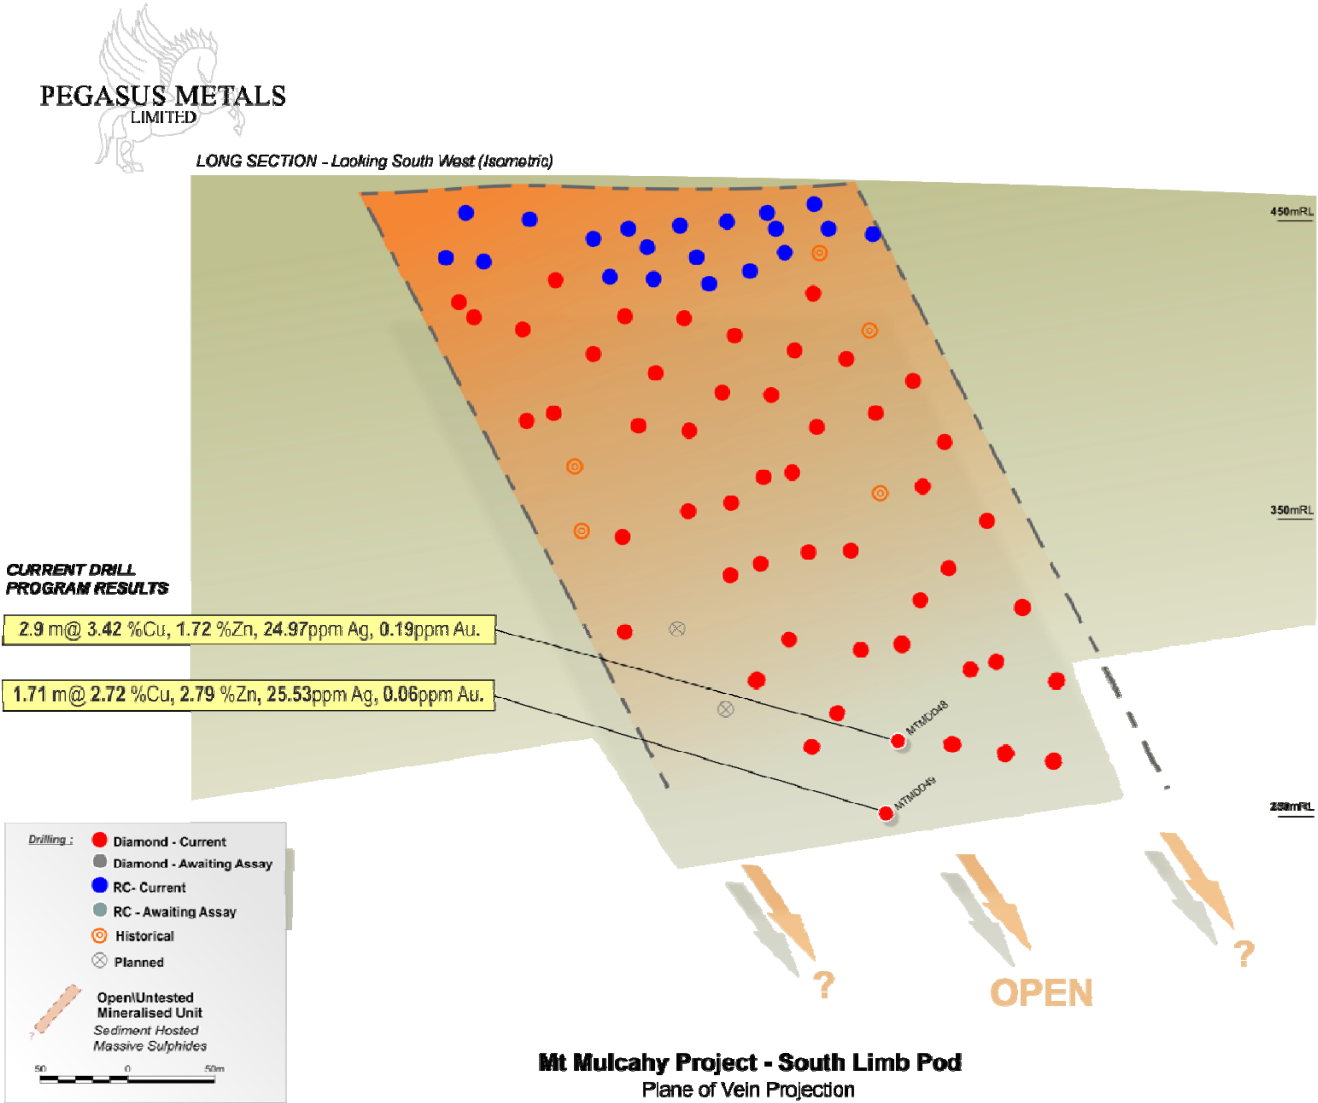 PEGASUS METALS
LIMITED
LONG SECTION - Looking South West (Isometric)
450mRL
350mRL
CURRENT DRILL
PROGRAM RESULTS
2.9 m@ 3.42 %Cu, 1.72 %Zn, 24.97ppm Ag, 0.19ppm Au.
1.71 m@ 2.72 %Cu, 2.79 %Zn, 25.53ppm Ag, 0.06ppm Au.
MTMD048
MTMD049
250mRL
Drilling :
Diamond - Current
Diamond - Awaiting Assay
RC- Current
RC - Awaiting Assay
Historical
Planned
Open\Untested
Mineralised Unit
Sediment Hosted
Massive Sulphides
?
50 0 50m
?
OPEN
?
Mt Mulcahy Project - South Limb Pod
Plane of Vein Projection